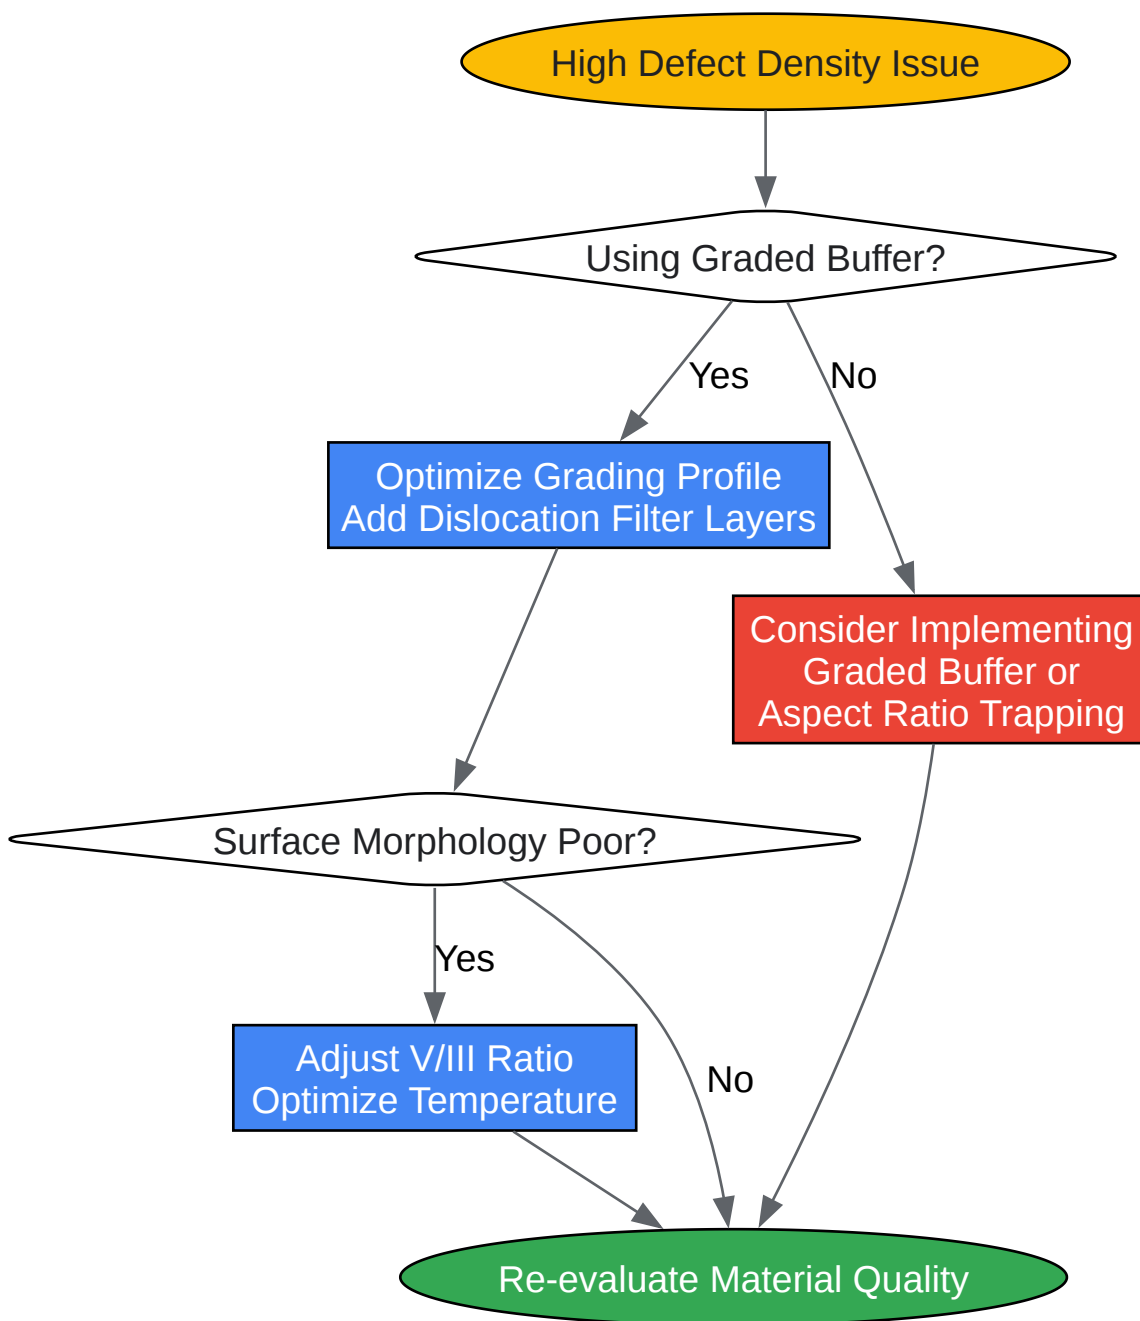 High Defect Density Issue
Using Graded Buffer?
Yes
No
Optimize Grading Profile
Add Dislocation Filter Layers
Consider Implementing
Graded Buffer or
Aspect Ratio Trapping
Surface Morphology Poor?
Yes
Adjust V/III Ratio
Optimize Temperature
No
Re-evaluate Material Quality